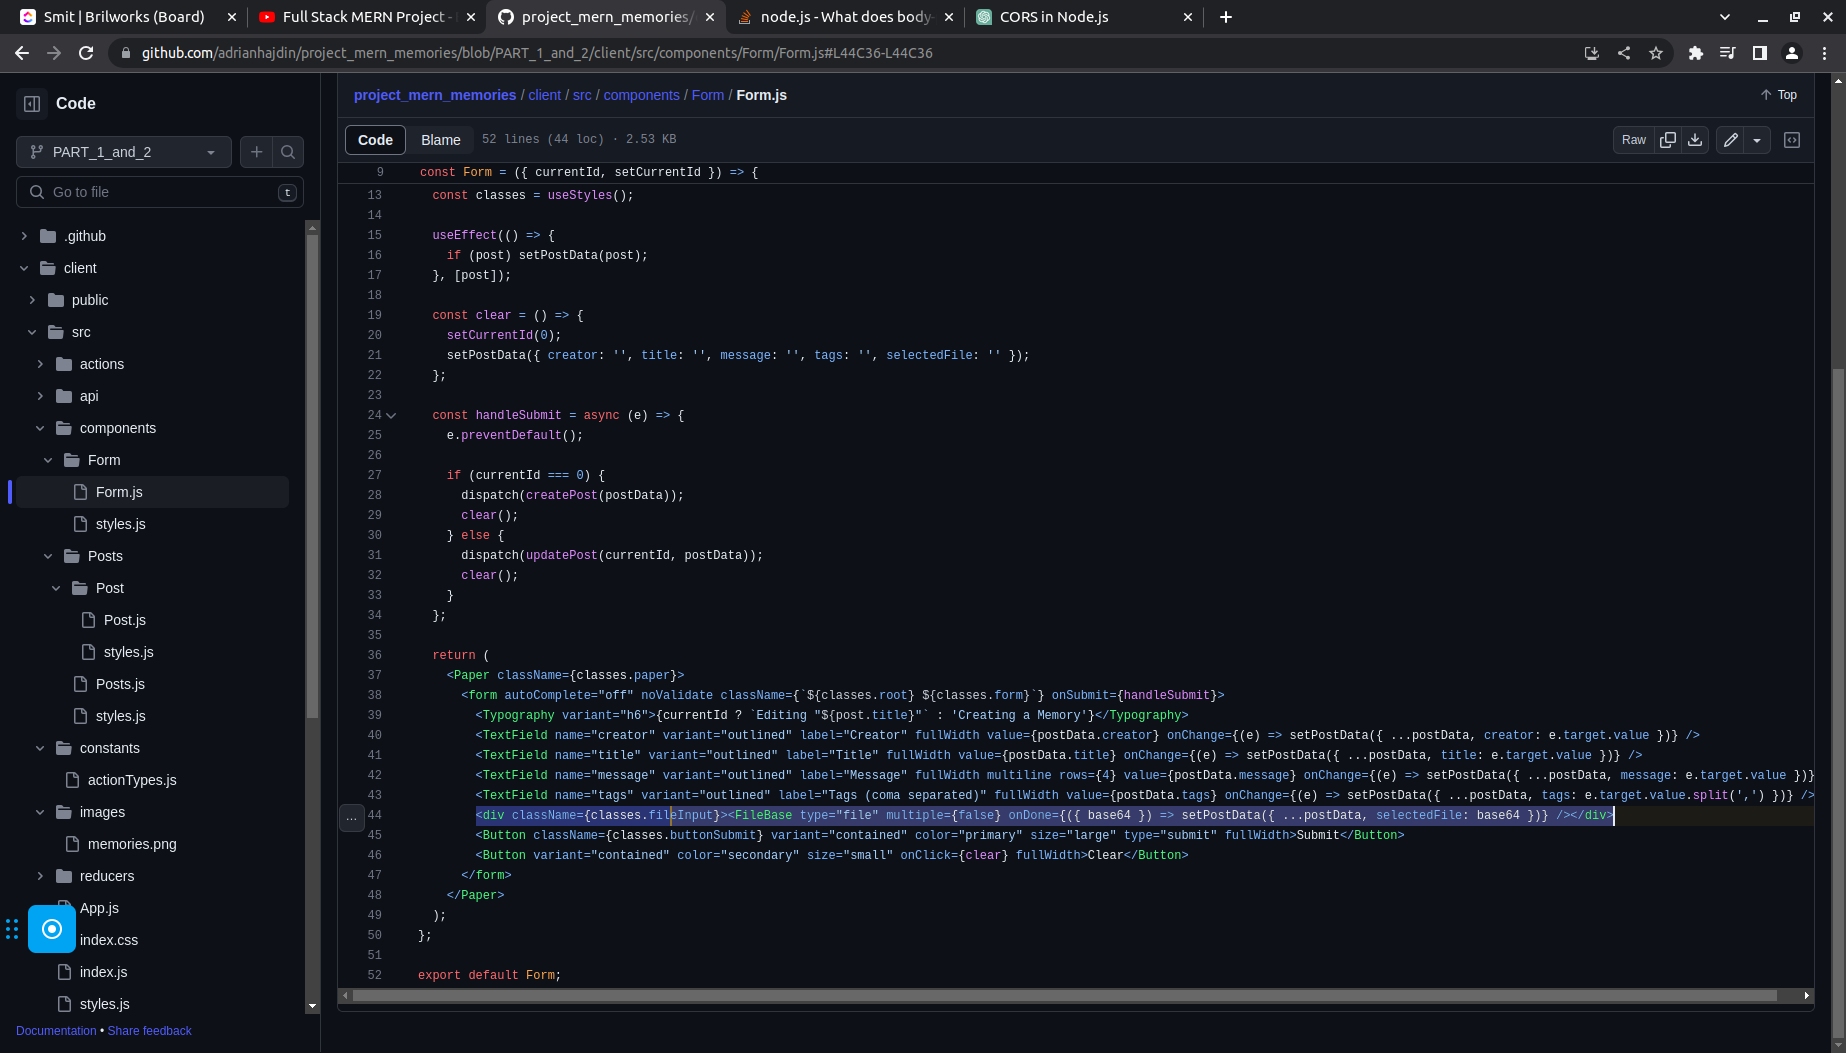 Smit | Brilworks (Board)
Full Stack MERN Project -
project_mern_memories/
node.js - What does body-
CORS in Node.js
github.com/adrianhajdin/project_mern_memories/blob/PART_1_and_2/client/src/components/Form/Form.js#L44C36-L44C36
Code
PART_1_and_2
Go to file
t
.github
client
public
src
actions
api
components
Form
Form.js
styles.js
Posts
Post
Post.js
styles.js
Posts.js
styles.js
constants
actionTypes.js
images
memories.png
reducers
App.js
index.css
index.js
styles.js
Documentation • Share feedback
project_mern_memories / client / src / components / Form / Form.js
Top
Code Blame 52 lines (44 loc) · 2.53 KB
Raw
9 const Form = ({ currentId, setCurrentId }) => {
13 const classes = useStyles();
14
15 useEffect(() => {
16 if (post) setPostData(post);
17 }, [post]);
18
19 const clear = () => {
20 setCurrentId(0);
21 setPostData({ creator: '', title: '', message: '', tags: '', selectedFile: '' });
22 };
23
24 const handleSubmit = async (e) => {
25 e.preventDefault();
26
27 if (currentId === 0) {
28 dispatch(createPost(postData));
29 clear();
30 } else {
31 dispatch(updatePost(currentId, postData));
32 clear();
33 }
34 };
35
36 return (
37 <Paper className={classes.paper}>
38 <form autoComplete="off" noValidate className={`${classes.root} ${classes.form}`} onSubmit={handleSubmit}>
39 <Typography variant="h6">{currentId ? `Editing "${post.title}"` : 'Creating a Memory'}</Typography>
40 <TextField name="creator" variant="outlined" label="Creator" fullWidth value={postData.creator} onChange={(e) => setPostData({ ...postData, creator: e.target.value })} />
41 <TextField name="title" variant="outlined" label="Title" fullWidth value={postData.title} onChange={(e) => setPostData({ ...postData, title: e.target.value })} />
42 <TextField name="message" variant="outlined" label="Message" fullWidth multiline rows={4} value={postData.message} onChange={(e) => setPostData({ ...postData, message: e.target.value })}
43 <TextField name="tags" variant="outlined" label="Tags (coma separated)" fullWidth value={postData.tags} onChange={(e) => setPostData({ ...postData, tags: e.target.value.split(',') })} />
44 <div className={classes.fileInput}><FileBase type="file" multiple={false} onDone={({ base64 }) => setPostData({ ...postData, selectedFile: base64 })} /></div>
45 <Button className={classes.buttonSubmit} variant="contained" color="primary" size="large" type="submit" fullWidth>Submit</Button>
46 <Button variant="contained" color="secondary" size="small" onClick={clear} fullWidth>Clear</Button>
47 </form>
48 </Paper>
49 );
50 };
51
52 export default Form;